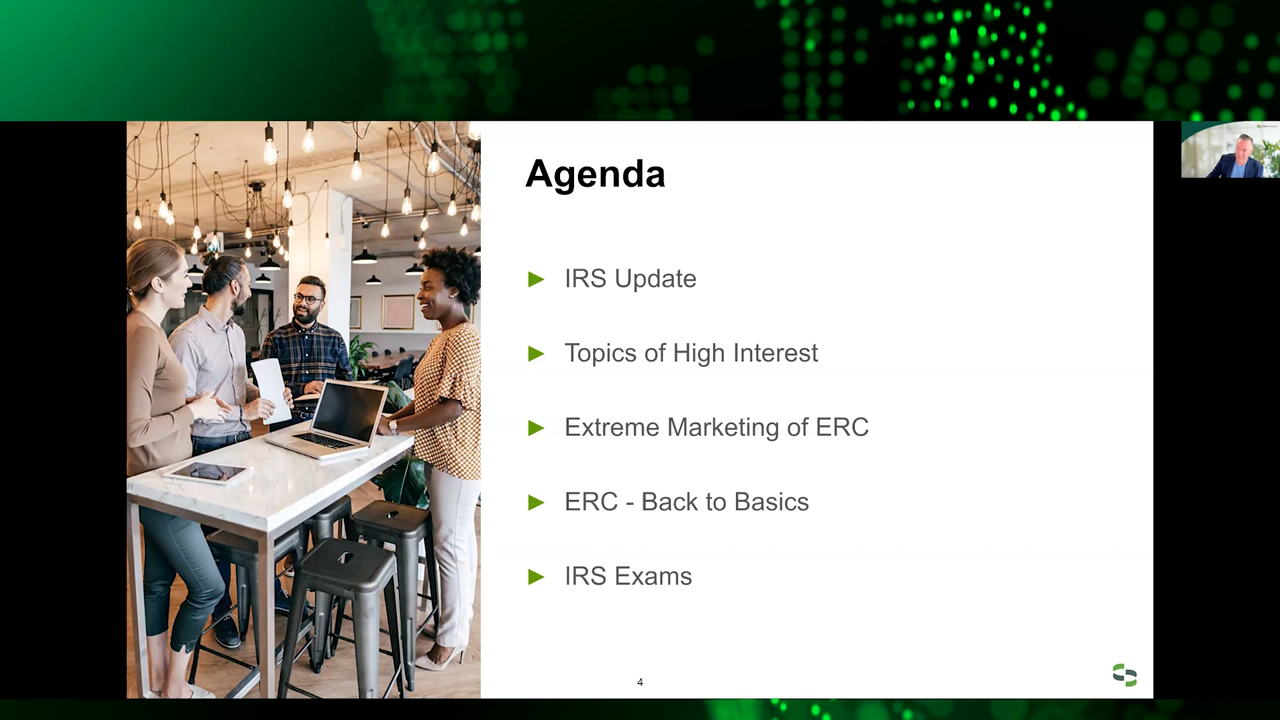 Agenda
► IRS Update
► Topics of High Interest
► Extreme Marketing of ERC
► ERC - Back to Basics
► IRS Exams
4